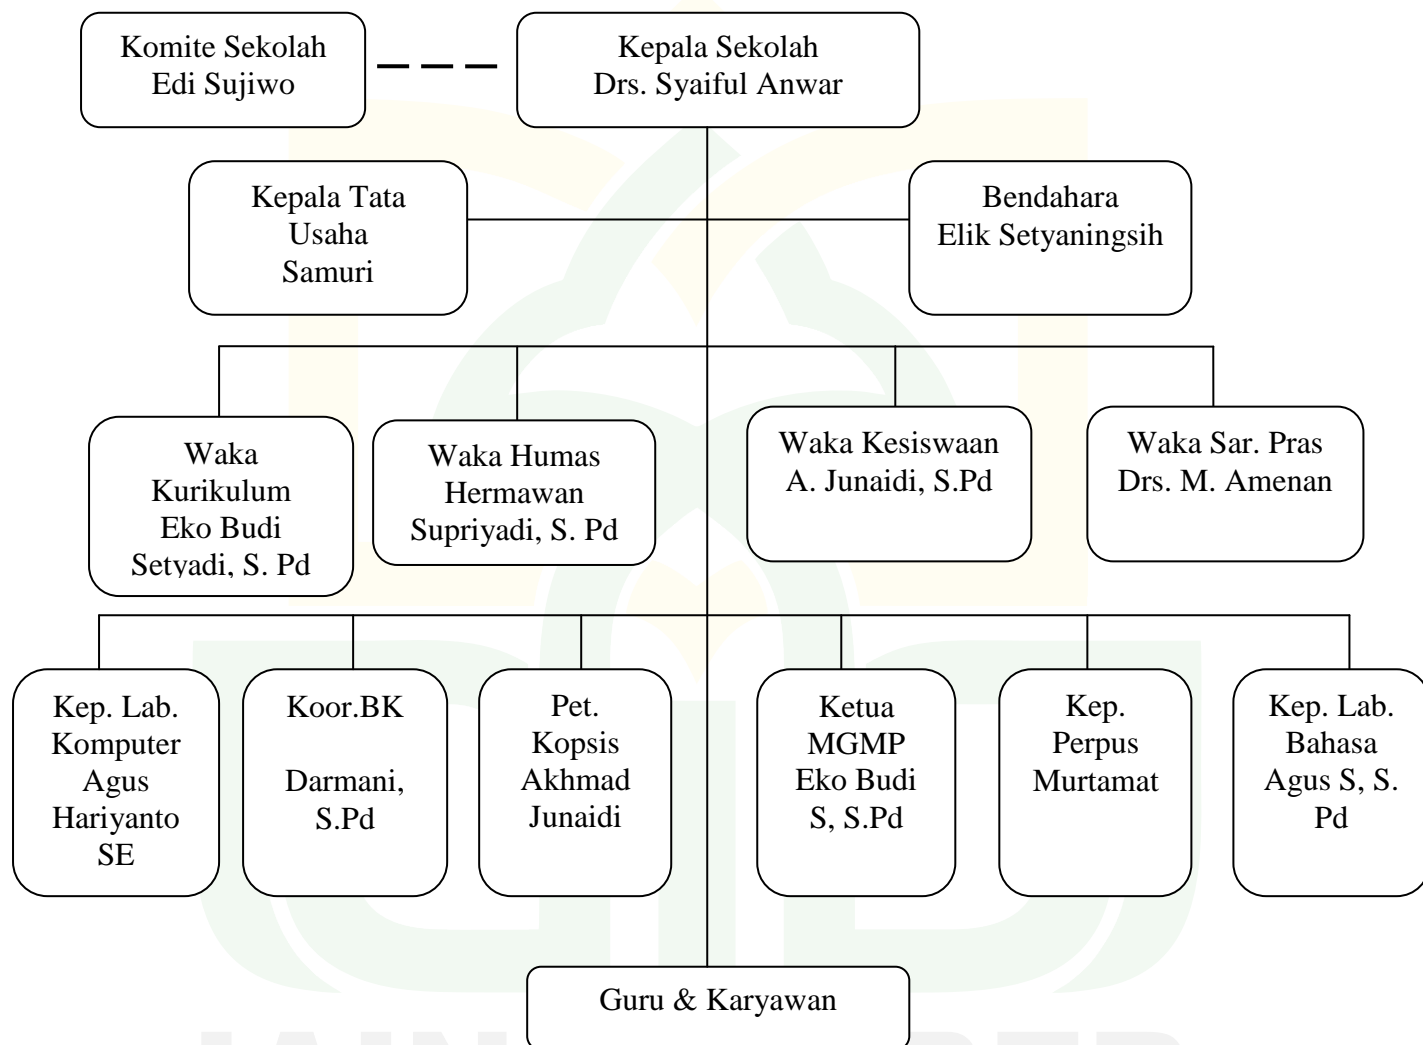 Komite Sekolah
Edi Sujiwo
Kepala Sekolah
Drs. Syaiful Anwar
Kepala Tata
Usaha
Samuri
Bendahara
Elik Setyaningsih
Waka
Kurikulum
Eko Budi
Setyadi, S. Pd
Waka Humas
Hermawan
Supriyadi, S. Pd
Waka Kesiswaan
A. Junaidi, S.Pd
Waka Sar. Pras
Drs. M. Amenan
Kep. Lab.
Komputer
Agus
Hariyanto
SE
Koor.BK
Darmani,
S.Pd
Pet.
Kopsis
Akhmad
Junaidi
Ketua
MGMP
Eko Budi
S, S.Pd
Kep.
Perpus
Murtamat
Kep. Lab.
Bahasa
Agus S, S.
Pd
Guru & Karyawan